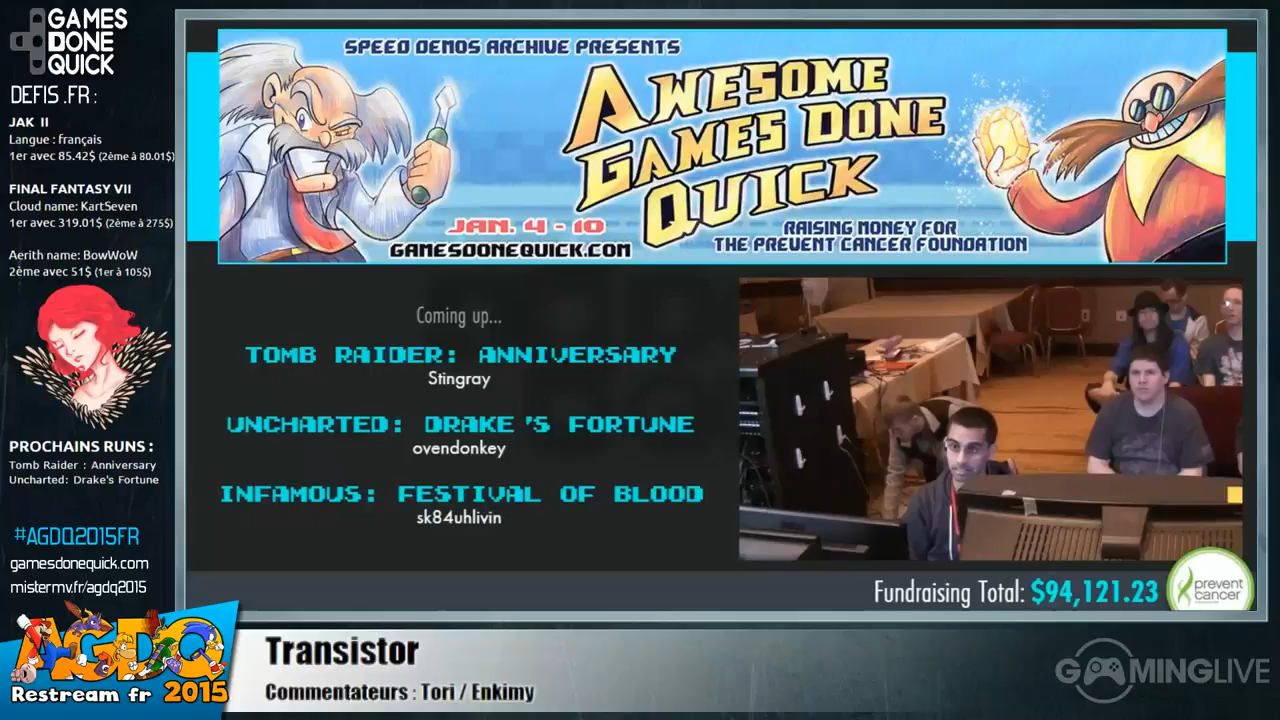 GAMES
DONE
QUICK
DEFIS .FR :
JAK II
Langue : français
1er avec 85.42$ (2ème à 80.01$)
FINAL FANTASY VII
Cloud name: KartSeven
1er avec 319.01$ (2ème à 275$)
Aerith name: BowWoW
2ème avec 51$ (1er à 105$)
PROCHAINS RUNS :
Tomb Raider : Anniversary
Uncharted: Drake's Fortune
#AGDQ2015FR
gamesdonequick.com
mistermv.fr/agdq2015
AGDQ
Restream fr 2015
SPEED DEMOS ARCHIVE PRESENTS
AWESOME
GAMES DONE
QUICK
JAN. 4 - 10
GAMESDONEQUICK.COM
RAISING MONEY FOR
THE PREVENT CANCER FOUNDATION
Coming up...
TOMB RAIDER: ANNIVERSARY
Stingray
UNCHARTED: DRAKE'S FORTUNE
ovendonkey
INFAMOUS: FESTIVAL OF BLOOD
sk84uhlivin
Fundraising Total: $94,121.23
prevent
cancer
Transistor
Commentateurs : Tori / Enkimy
GAMINGLIVE